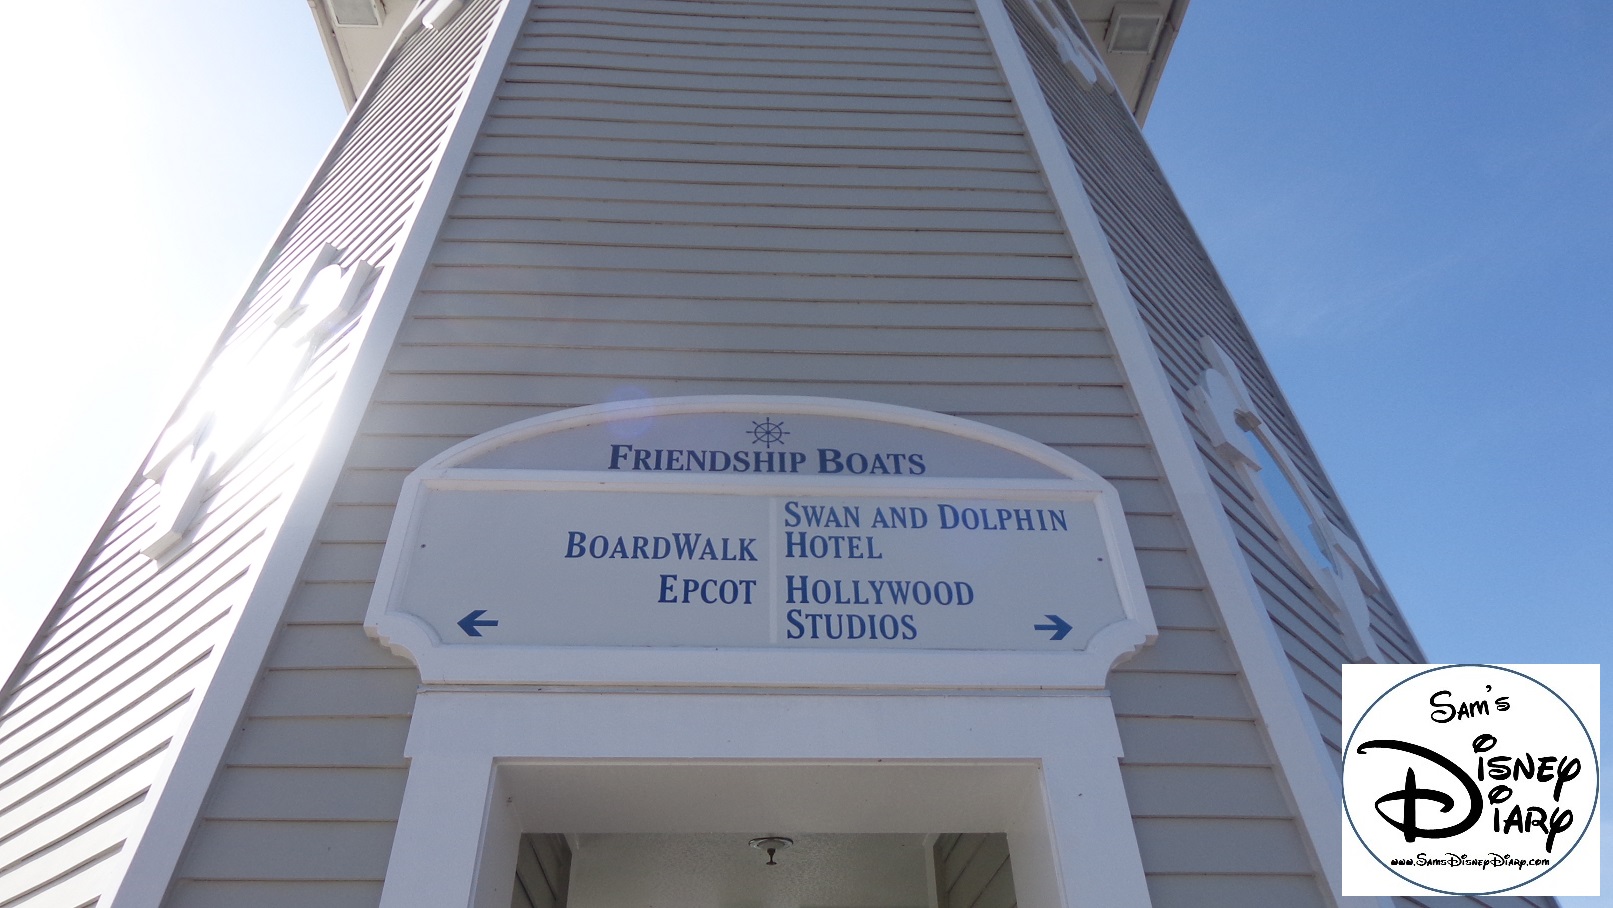 Friendship Boats
BoardWalk
Epcot
Swan and Dolphin
Hotel
Hollywood
Studios
Sam's
Disney
Diary
www.SamsDisneyDiary.com